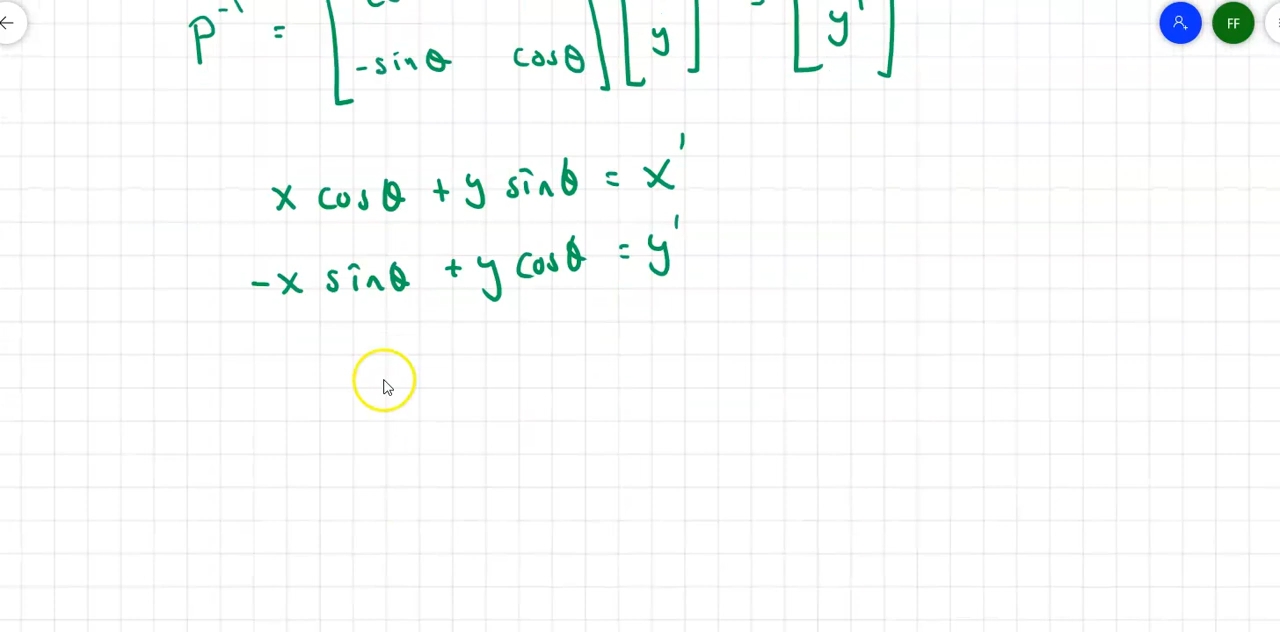 FF
P⁻¹ = [ -sinθ cosθ ] [ y ] [ y' ]
x cosθ + y sinθ = x'
-x sinθ + y cosθ = y'